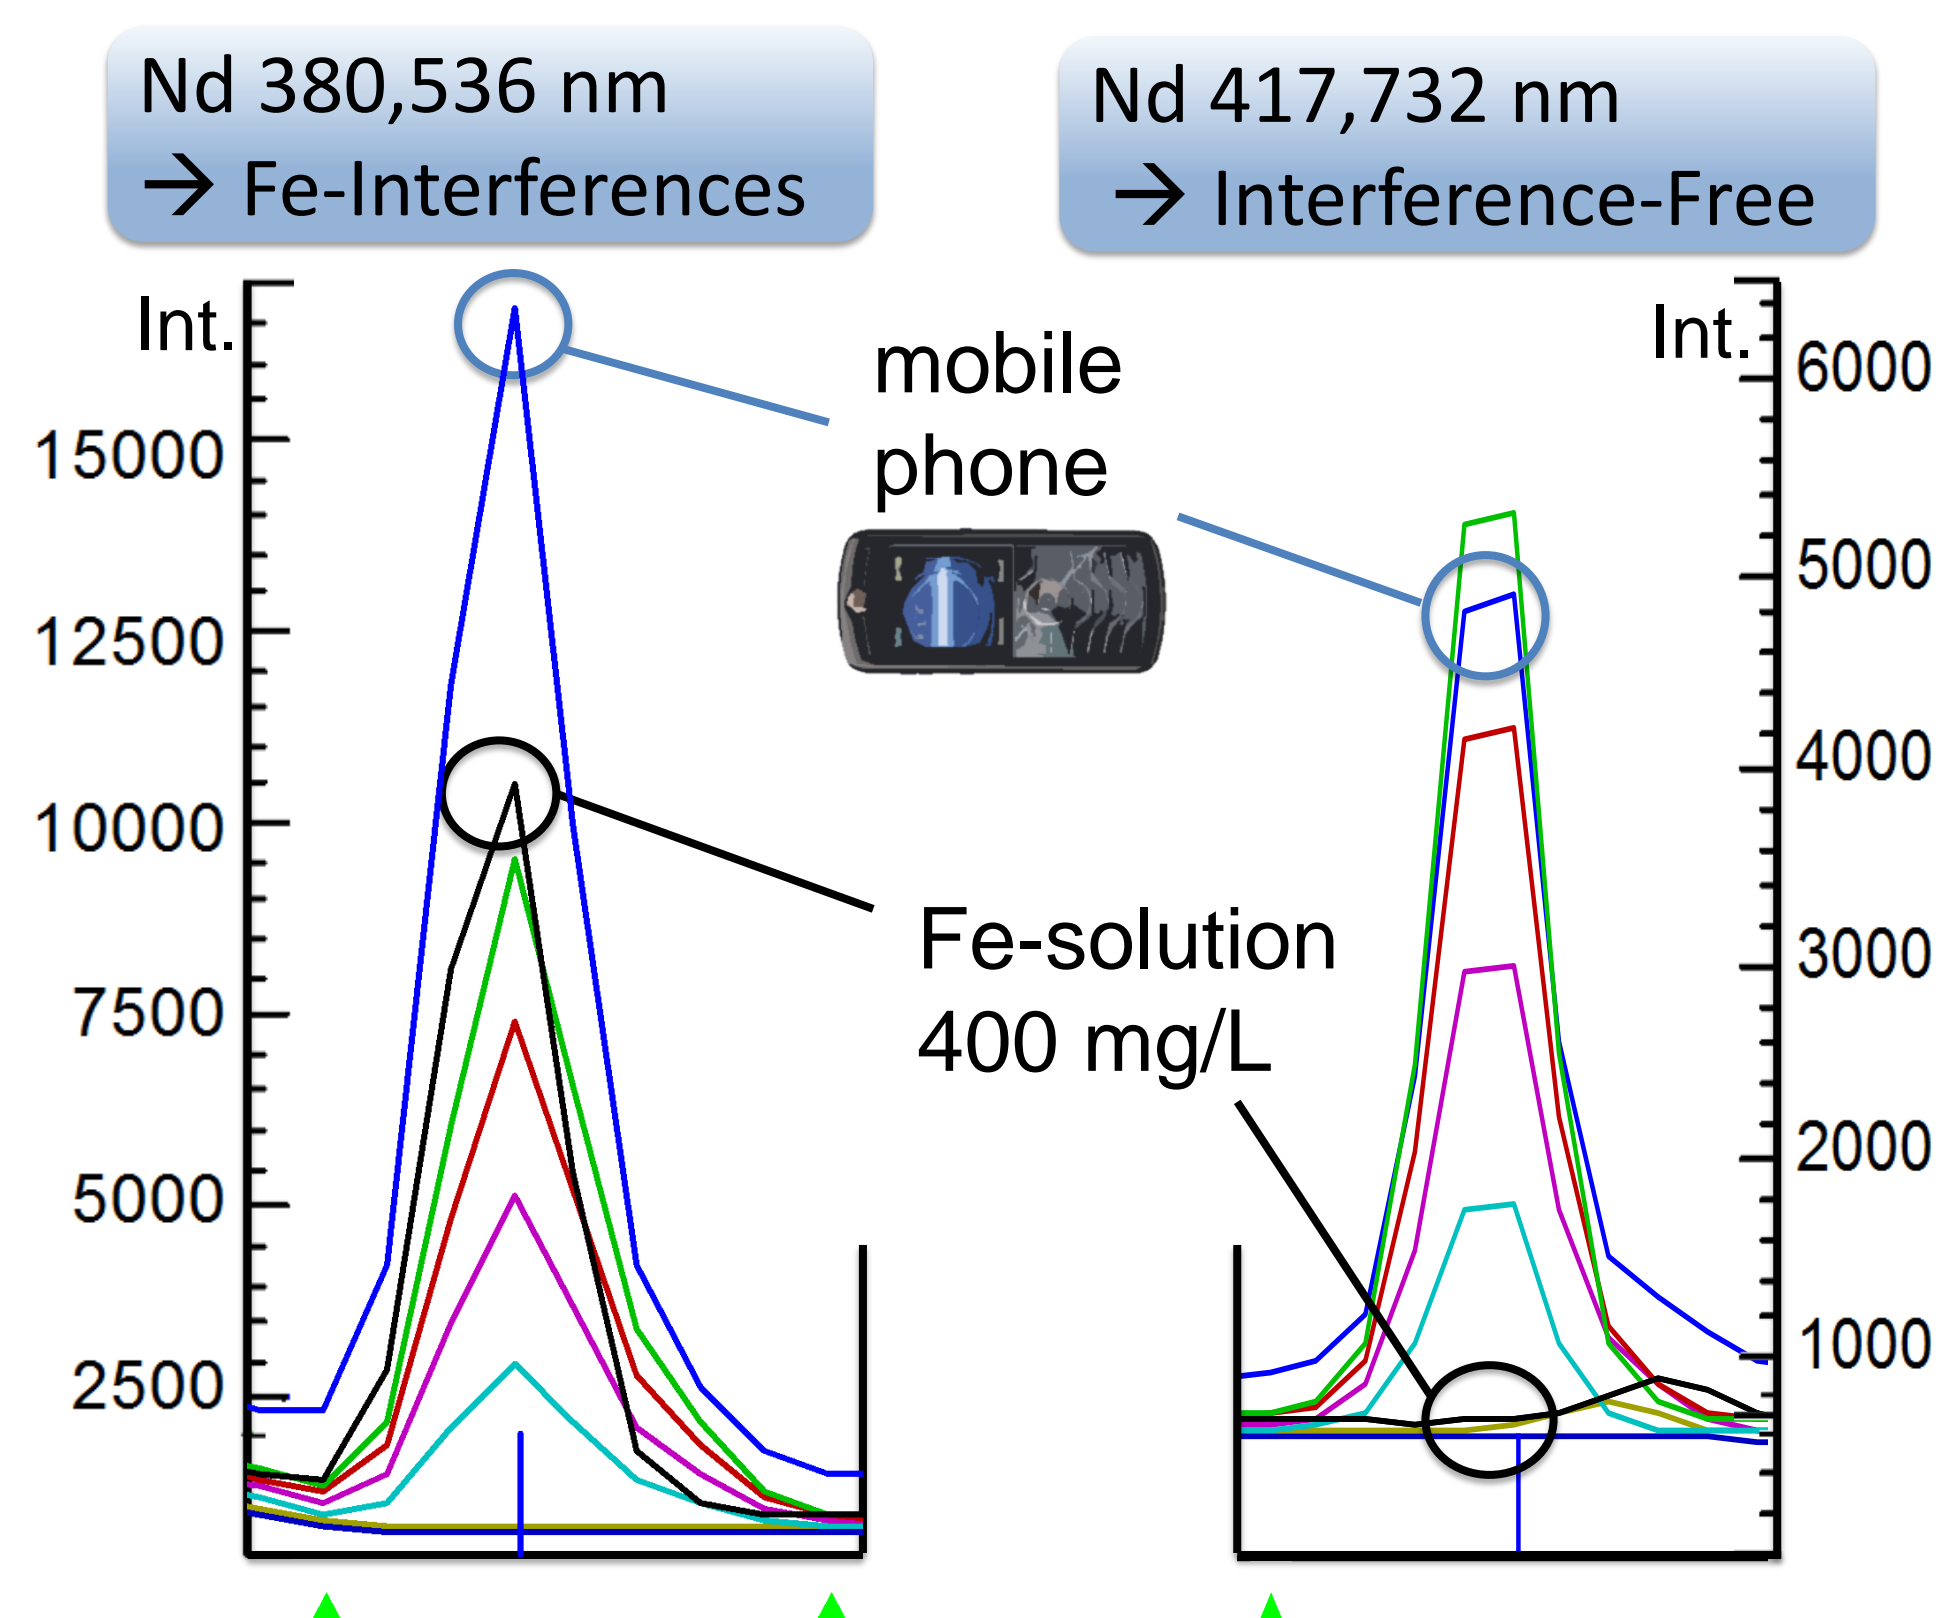 Nd 380,536 nm
→ Fe-Interferences
Nd 417,732 nm
→ Interference-Free
Int.
15000
12500
10000
7500
5000
2500
mobile
phone
Fe-solution
400 mg/L
Int.
6000
5000
4000
3000
2000
1000